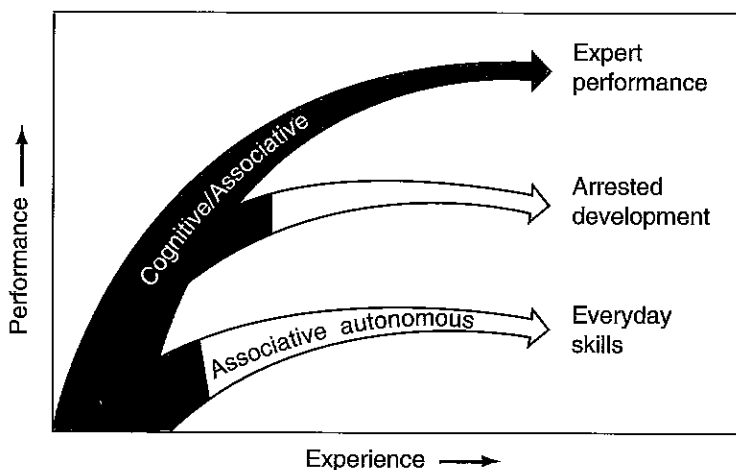 Expert
performance
Cognitive/Associative
Arrested
development
Performance
Associative autonomous
Everyday
skills
Experience